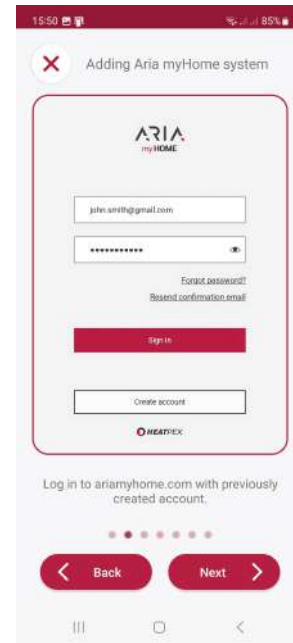 15:50
85%
Adding Aria myHome system
ARIA
myHOME
john.smith@gmail.com
•••••••••••
Forgot password?
Resend confirmation email
Sign in
Create account
HEATPEX
Log in to ariamyhome.com with previously
created account.
Back
Next